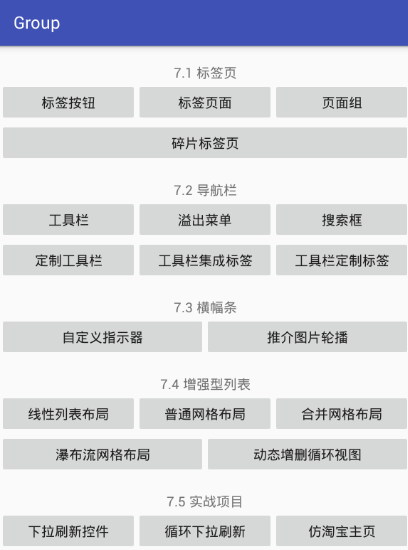 Group
7.1 标签页
标签按钮 标签页面 页面组
碎片标签页
7.2 导航栏
工具栏 溢出菜单 搜索框
定制工具栏 工具栏集成标签 工具栏定制标签
7.3 横幅条
自定义指示器 推介图片轮播
7.4 增强型列表
线性列表布局 普通网格布局 合并网格布局
瀑布流网格布局 动态增删循环视图
7.5 实战项目
下拉刷新控件 循环下拉刷新 仿淘宝主页